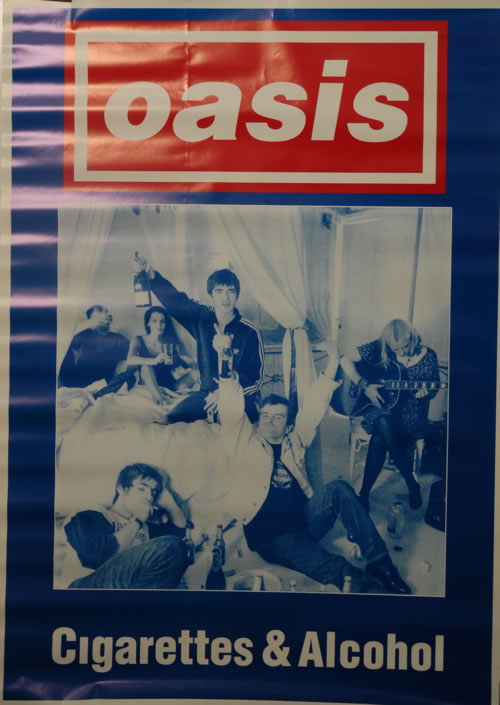 oasis
Cigarettes & Alcohol